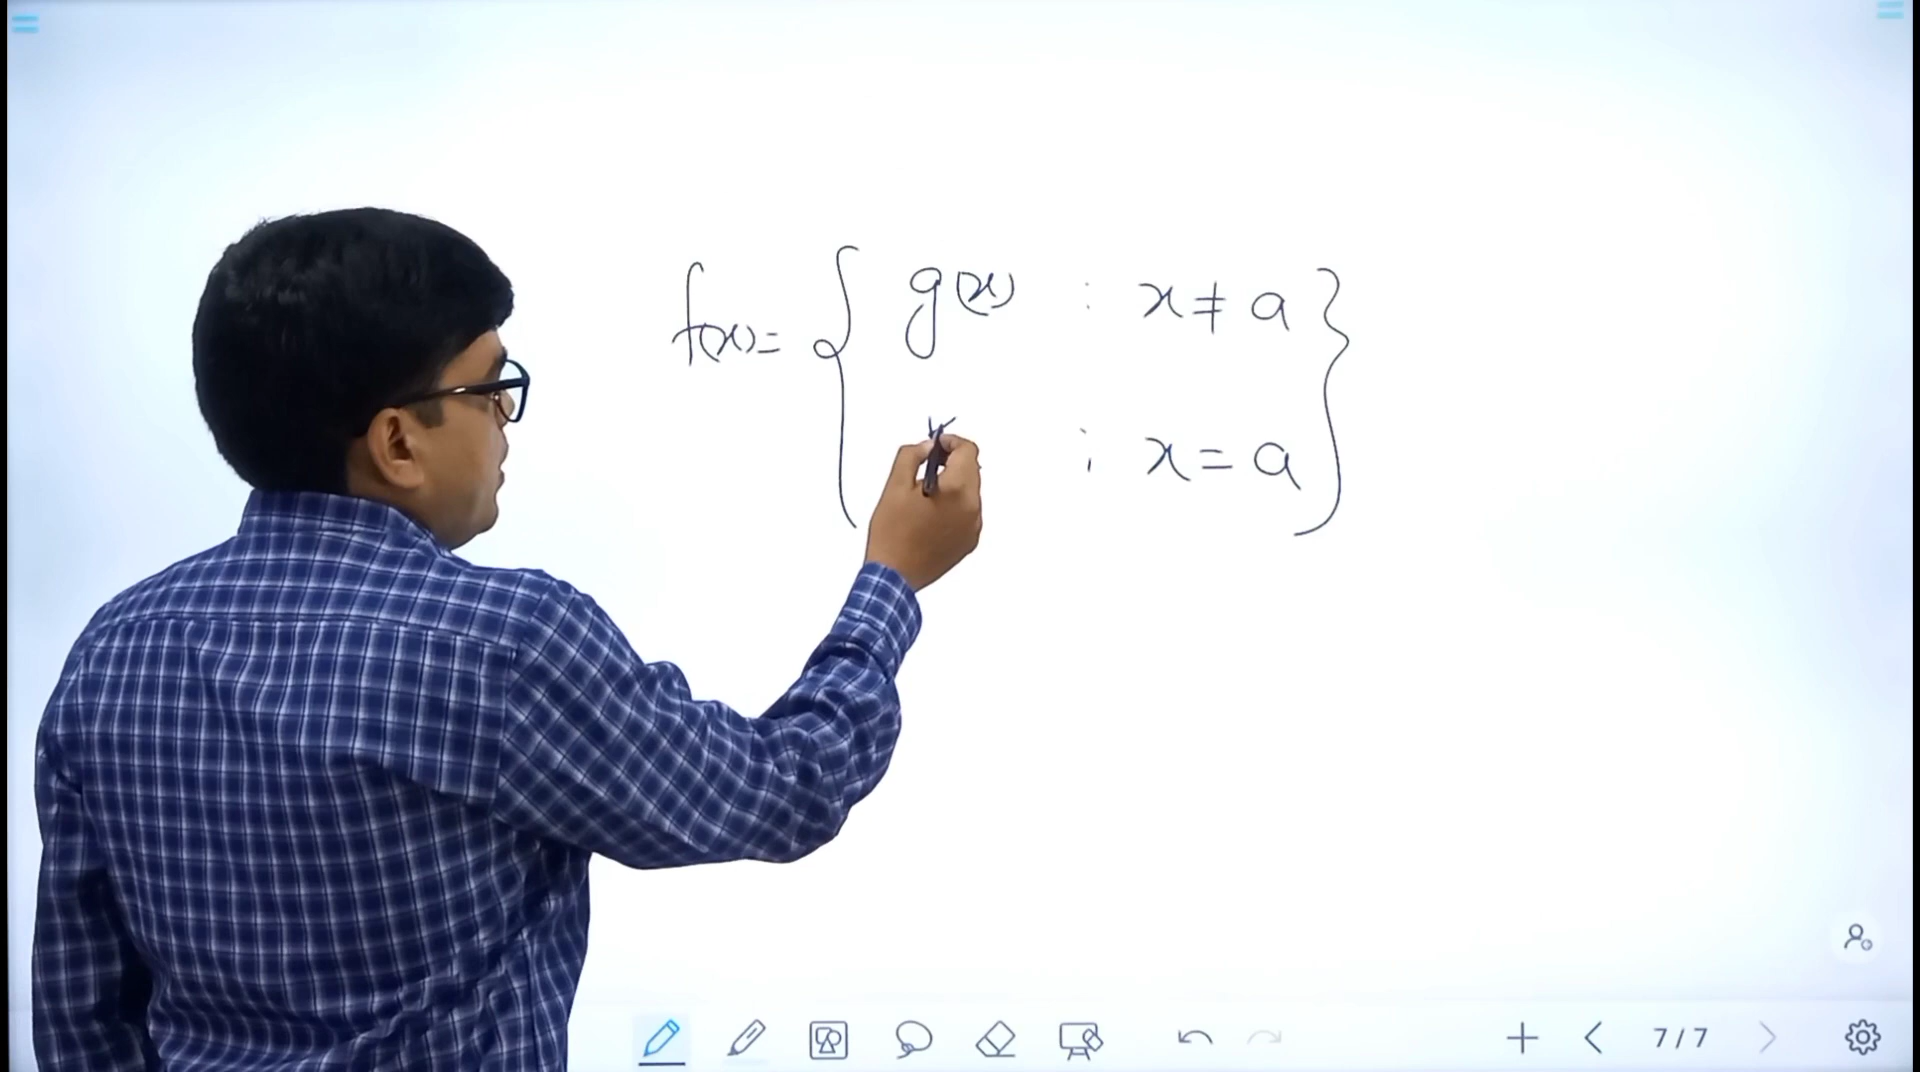 f(x) = { g(x) : x ≠ a }
k ; x = a
7/7